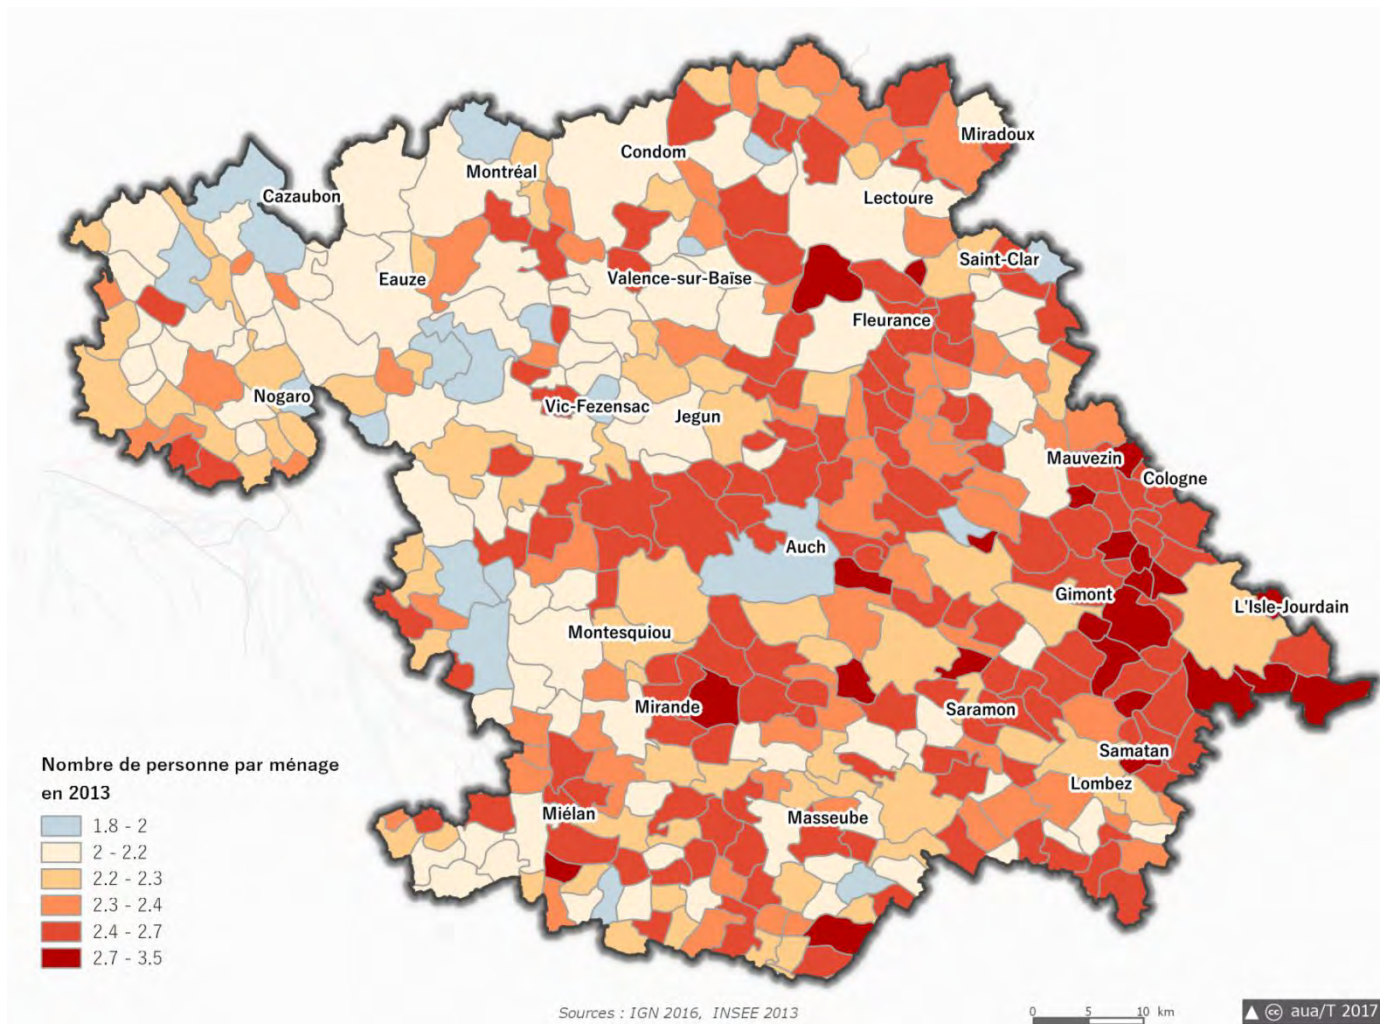 Miradoux
Condom
Montréal
Cazaubon
Lectoure
Saint-Clar
Eauze
Valence-sur-Baïse
Fleurance
Nogaro
Vic-Fezensac
Jegun
Mauvezin
Cologne
Auch
Gimont
L'Isle-Jourdain
Montesquiou
Mirande
Saramon
Samatan
Lombez
Miélan
Masseube
Nombre de personne par ménage
en 2013
1.8 - 2
2 - 2.2
2.2 - 2.3
2.3 - 2.4
2.4 - 2.7
2.7 - 3.5
Sources : IGN 2016, INSEE 2013
0 5 10 km
cc aua/T 2017